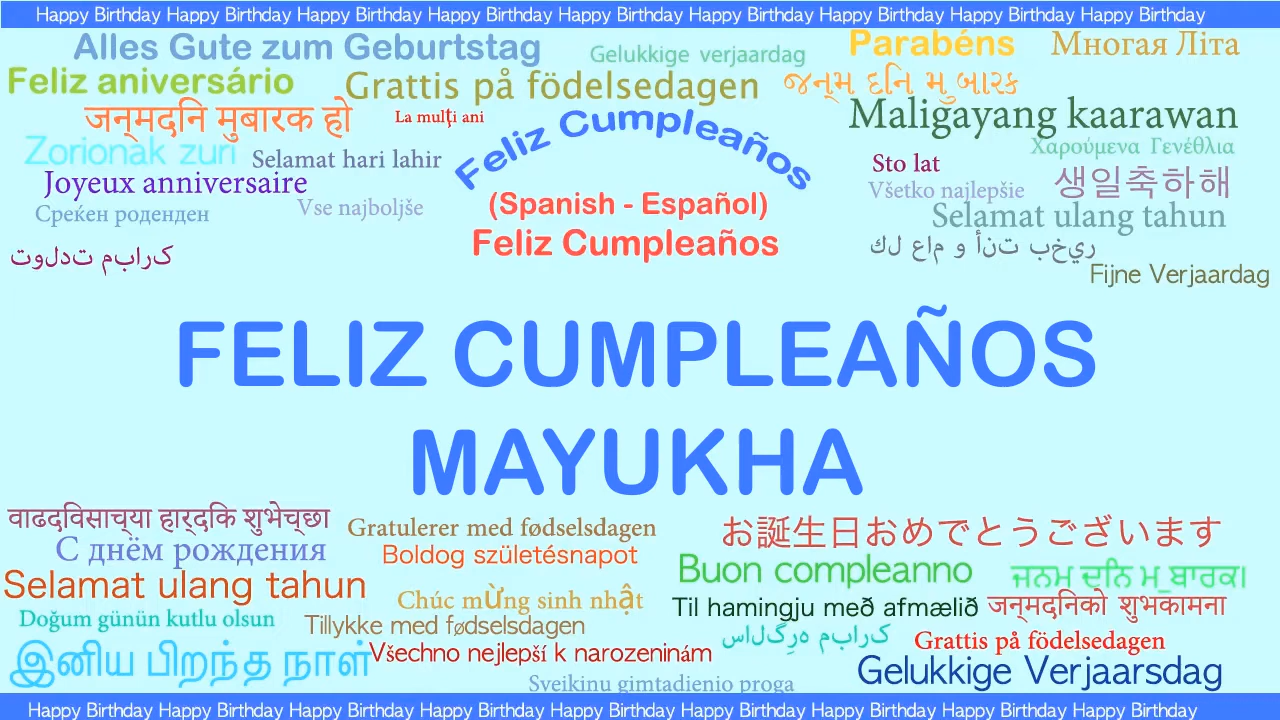 Happy Birthday Happy Birthday Happy Birthday Happy Birthday Happy Birthday Happy Birthday Happy Birthday Happy Birthday Happy Birthday
Alles Gute zum Geburtstag
Gelukkige verjaardag
Parabéns
Многая Літа
Feliz aniversário
Grattis på födelsedagen
જન્મ દિન મુબારક
जन्मदिन मुबारक हो
La mulţi ani
Feliz Cumpleaños
Maligayang kaarawan
Zorionak zuri
Selamat hari lahir
Χαρούμενα Γενέθλια
Sto lat
Joyeux anniversaire
(Spanish - Español)
Všetko najlepšie
생일축하해
Среќен роденден
Vse najboljše
Selamat ulang tahun
Feliz Cumpleaños
تولدت مبارک
كل عام و أنت بخير
Fijne Verjaardag
FELIZ CUMPLEAÑOS
MAYUKHA
वाढदिवसाच्या हार्दिक शुभेच्छा
Gratulerer med fødselsdagen
お誕生日おめでとうございます
С днём рождения
Boldog születésnapot
Buon compleanno
ਜਨਮ ਦਿਨ ਮੁਬਾਰਕ।
Selamat ulang tahun
Chúc mừng sinh nhật
Til hamingju með afmælið
जन्मदिनको शुभकामना
Doğum günün kutlu olsun
Tillykke med fødselsdagen
سالگِرہ مبارک
Grattis på födelsedagen
இனிய பிறந்த நாள்
Všechno nejlepší k narozeninám
Gelukkige Verjaarsdag
Sveikinu gimtadienio proga
Happy Birthday Happy Birthday Happy Birthday Happy Birthday Happy Birthday Happy Birthday Happy Birthday Happy Birthday Happy Birthday